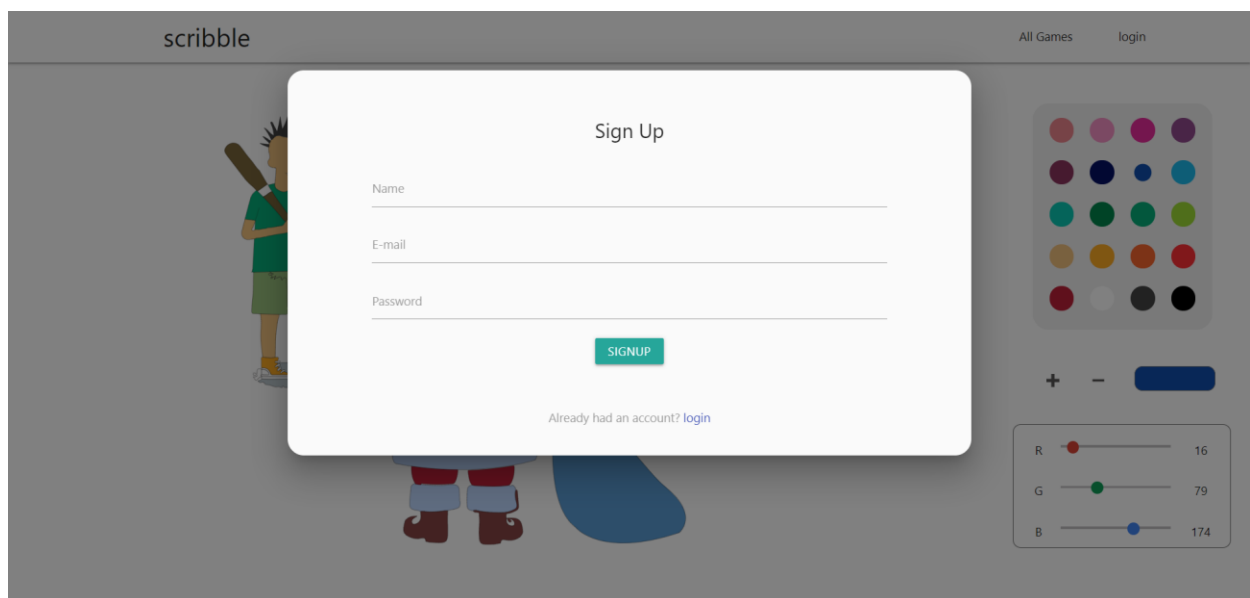 scribble
All Games
login
Sign Up
Name
E-mail
Password
SIGNUP
Already had an account? login
+ −
R 16
G 79
B 174